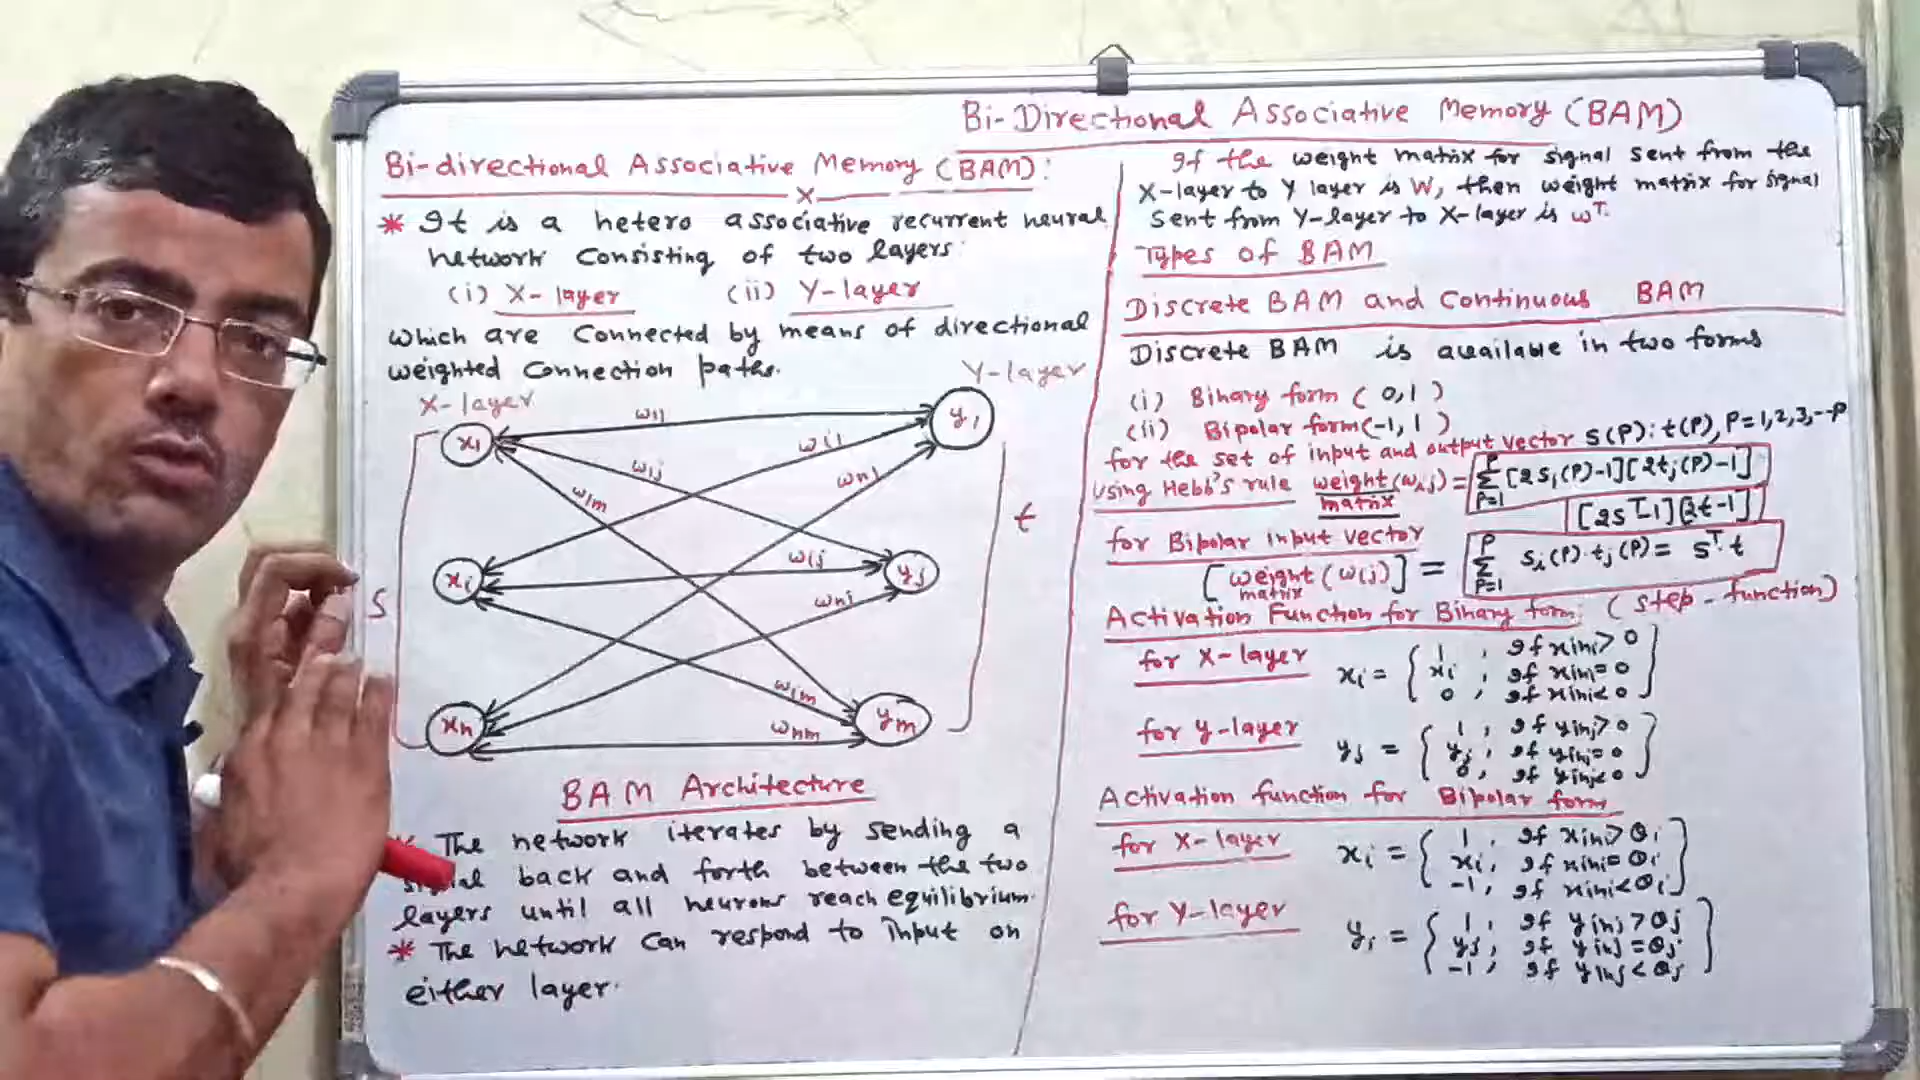 Bi-Directional Associative Memory (BAM)
Bi-directional Associative Memory (BAM):
X
* It is a hetero associative recurrent neural
network consisting of two layers:
(i) X-layer (ii) Y-layer
which are connected by means of directional
weighted connection paths.
X-layer Y-layer
x1 w11 y1
wi1
w1j wn1
w1m
s t
xi wij yj
wnj
wim
xn wnm ym
BAM Architecture
* The network iterates by sending a
signal back and forth between the two
layers until all neurons reach equilibrium.
* The network can respond to input on
either layer.
If the weight matrix for signal sent from the
X-layer to Y layer is W, then weight matrix for signal
sent from Y-layer to X-layer is wᵀ.
Types of BAM
Discrete BAM and Continuous BAM
Discrete BAM is available in two forms
(i) Binary form (0,1)
(ii) Bipolar form (-1, 1)
for the set of input and output vector s(P): t(P), P=1,2,3,--P
using Hebb's rule weight matrix (wij) = Σ P=1 P [2si(P)-1][2tj(P)-1]
[2sᵀ-1][2t-1]
for Bipolar input vector
[weight matrix (wij)] = Σ P=1 P si(P).tj(P) = sᵀ.t
Activation Function for Binary form: (step-function)
for X-layer xi = { 1, If xini > 0
xi, If xini = 0
0, If xini < 0 }
for y-layer yj = { 1, If yinj > 0
yj, If yinj = 0
0, If yinj < 0 }
Activation function for Bipolar form
for X-layer xi = { 1, If xini > θi
xi, If xini = θi
-1, If xini < θi }
for Y-layer yj = { 1, If yinj > θj
yj, If yinj = θj
-1, If yinj < θj }